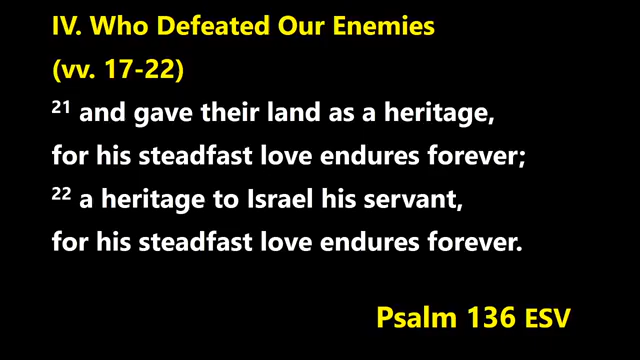 IV. Who Defeated Our Enemies
(vv. 17-22)
21 and gave their land as a heritage,
for his steadfast love endures forever;
22 a heritage to Israel his servant,
for his steadfast love endures forever.
Psalm 136 ESV